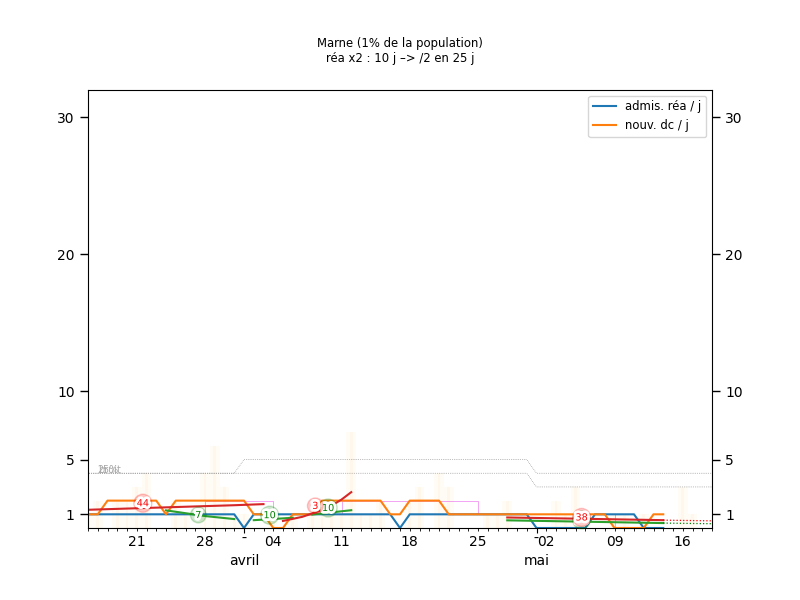 Marne (1% de la population)
réa x2 : 10 j –> /2 en 25 j
admis. réa / j
nouv. dc / j
30 30
20 20
10 10
5 5
1 1
44
7
10
3
10
38
21 28 - 04 11 18 25 - 02 09 16
avril mai